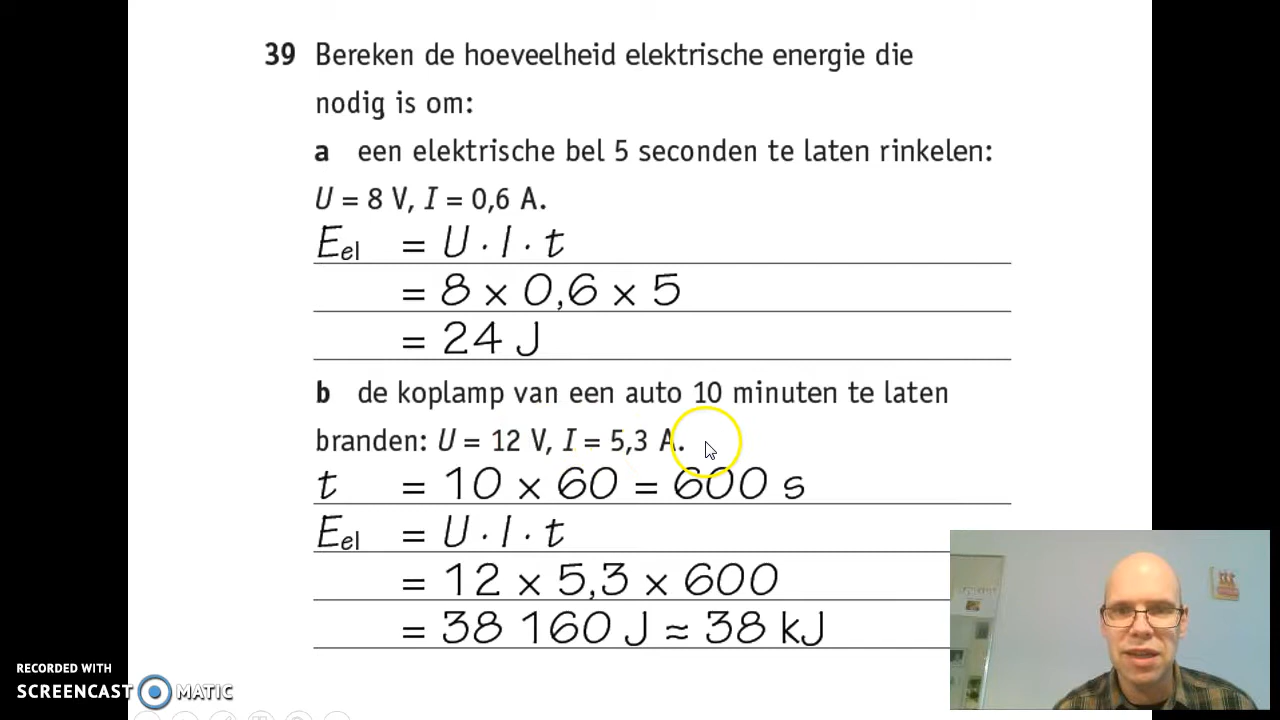 39 Bereken de hoeveelheid elektrische energie die
nodig is om:
a een elektrische bel 5 seconden te laten rinkelen:
U = 8 V, I = 0,6 A.
Eel = U · I · t
= 8 x 0,6 x 5
= 24 J
b de koplamp van een auto 10 minuten te laten
branden: U = 12 V, I = 5,3 A.
t = 10 x 60 = 600 s
Eel = U · I · t
= 12 x 5,3 x 600
= 38 160 J ≈ 38 kJ
RECORDED WITH
SCREENCAST MATIC